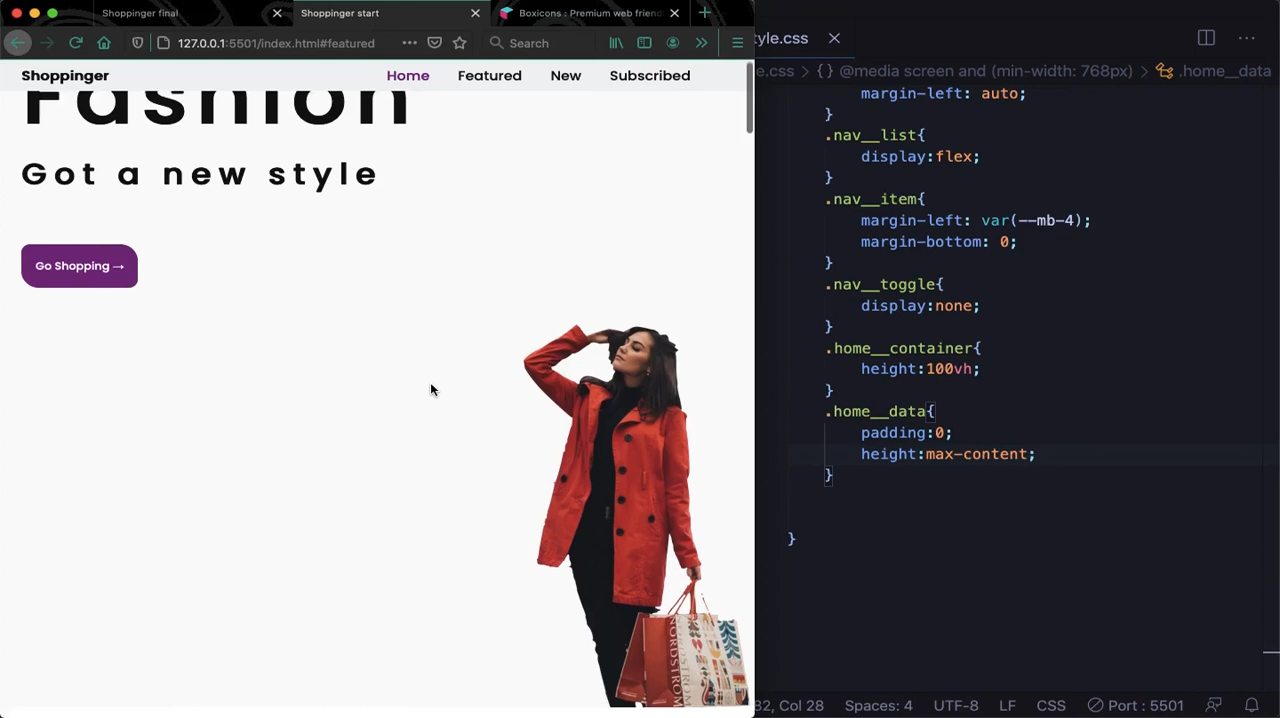 Shoppinger final
Shoppinger start
Boxicons : Premium web friend
127.0.0.1:5501/index.html#featured
Search
Shoppinger
Home
Featured
New
Subscribed
Fashion
Got a new style
Go Shopping →
NORDSTROM
NORDSTROM
yle.css
e.css > {} @media screen and (min-width: 768px) > .home__data
margin-left: auto;
}
.nav__list{
display:flex;
}
.nav__item{
margin-left: var(--mb-4);
margin-bottom: 0;
}
.nav__toggle{
display:none;
}
.home__container{
height:100vh;
}
.home__data{
padding:0;
height:max-content;
}
}
32, Col 28
Spaces: 4
UTF-8
LF
CSS
Port : 5501